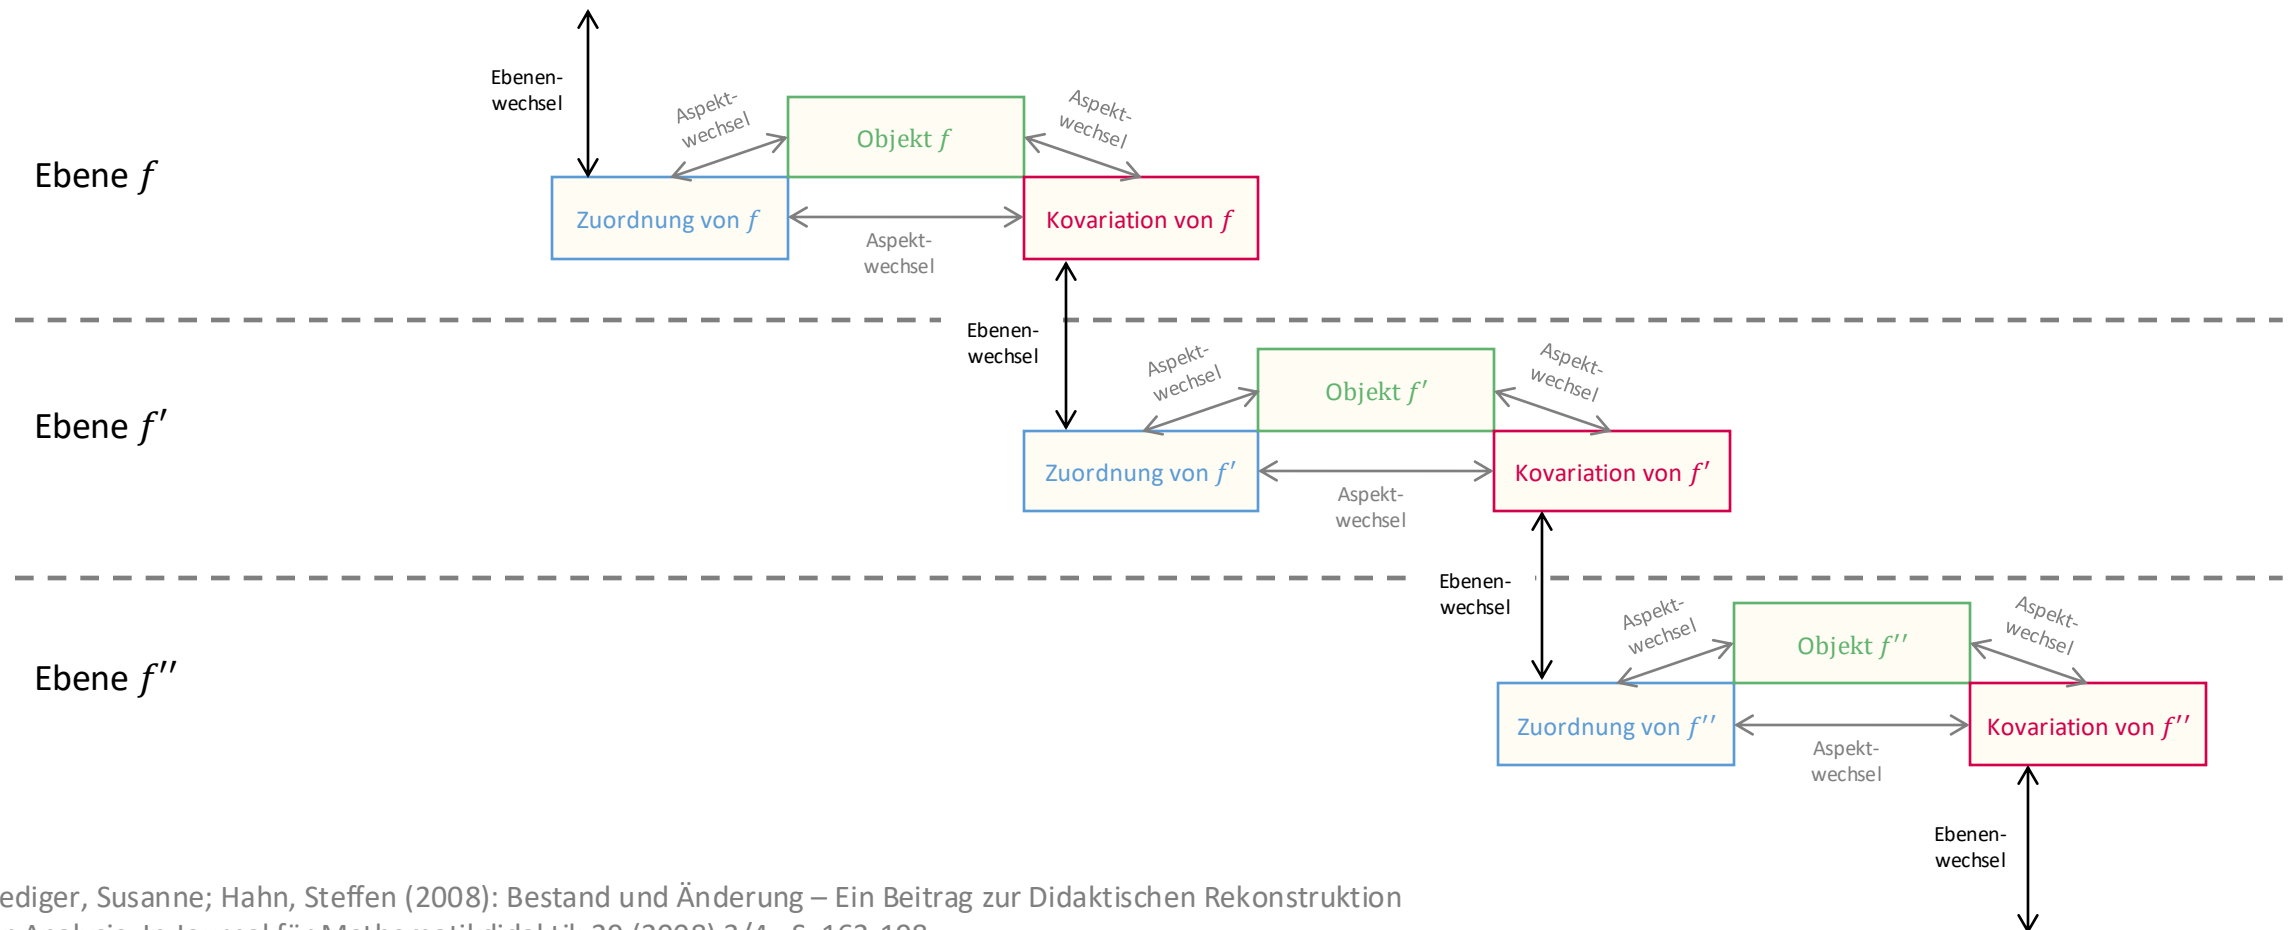 Ebenen-
wechsel
Aspekt-
wechsel
Objekt f
Aspekt-
wechsel
Ebene f
Zuordnung von f
Aspekt-
wechsel
Kovariation von f
Ebenen-
wechsel
Aspekt-
wechsel
Objekt f′
Aspekt-
wechsel
Ebene f′
Zuordnung von f′
Aspekt-
wechsel
Kovariation von f′
Ebenen-
wechsel
Aspekt-
wechsel
Objekt f′′
Aspekt-
wechsel
Ebene f′′
Zuordnung von f′′
Aspekt-
wechsel
Kovariation von f′′
Ebenen-
wechsel
ediger, Susanne; Hahn, Steffen (2008): Bestand und Änderung – Ein Beitrag zur Didaktischen Rekonstruktion